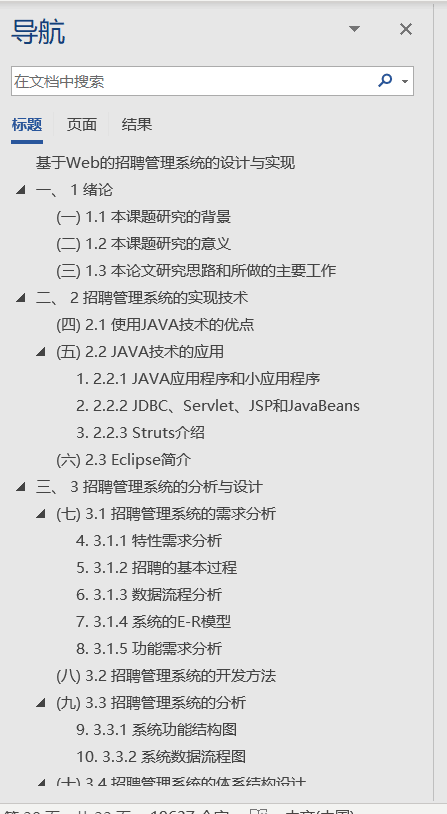 导航
在文档中搜索
标题 页面 结果
基于Web的招聘管理系统的设计与实现
一、 1 绪论
(一) 1.1 本课题研究的背景
(二) 1.2 本课题研究的意义
(三) 1.3 本论文研究思路和所做的主要工作
二、 2 招聘管理系统的实现技术
(四) 2.1 使用JAVA技术的优点
(五) 2.2 JAVA技术的应用
1. 2.2.1 JAVA应用程序和小应用程序
2. 2.2.2 JDBC、Servlet、JSP和JavaBeans
3. 2.2.3 Struts介绍
(六) 2.3 Eclipse简介
三、 3 招聘管理系统的分析与设计
(七) 3.1 招聘管理系统的需求分析
4. 3.1.1 特性需求分析
5. 3.1.2 招聘的基本过程
6. 3.1.3 数据流程分析
7. 3.1.4 系统的E-R模型
8. 3.1.5 功能需求分析
(八) 3.2 招聘管理系统的开发方法
(九) 3.3 招聘管理系统的分析
9. 3.3.1 系统功能结构图
10. 3.3.2 系统数据流程图
(十) 3.4 招聘管理系统的体系结构设计